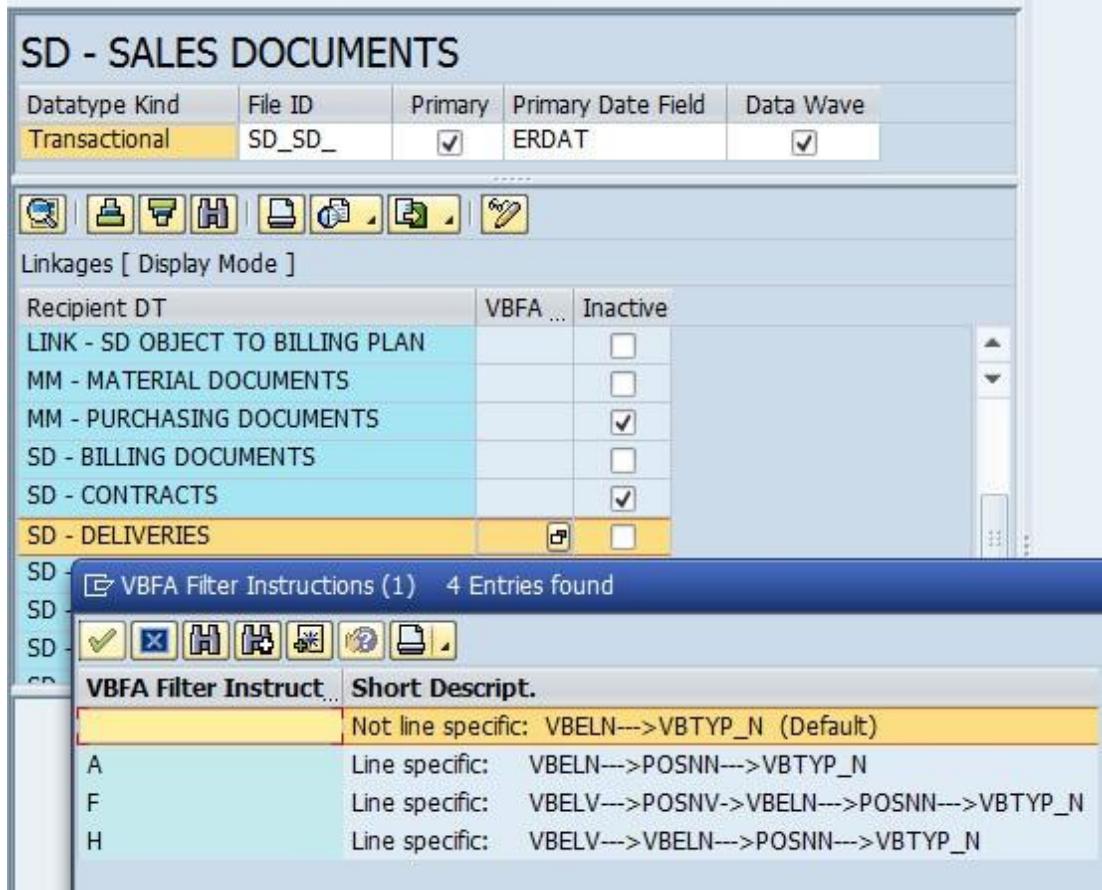 SD - SALES DOCUMENTS
Datatype Kind File ID Primary Primary Date Field Data Wave
Transactional SD_SD_ ERDAT
Linkages [ Display Mode ]
Recipient DT VBFA ... Inactive
LINK - SD OBJECT TO BILLING PLAN
MM - MATERIAL DOCUMENTS
MM - PURCHASING DOCUMENTS
SD - BILLING DOCUMENTS
SD - CONTRACTS
SD - DELIVERIES
SD -
SD -
SD -
VBFA Filter Instructions (1) 4 Entries found
VBFA Filter Instruct... Short Descript.
Not line specific: VBELN--->VBTYP_N (Default)
A Line specific: VBELN--->POSNN--->VBTYP_N
F Line specific: VBELV--->POSNV->VBELN--->POSNN--->VBTYP_N
H Line specific: VBELV--->VBELN--->POSNN--->VBTYP_N